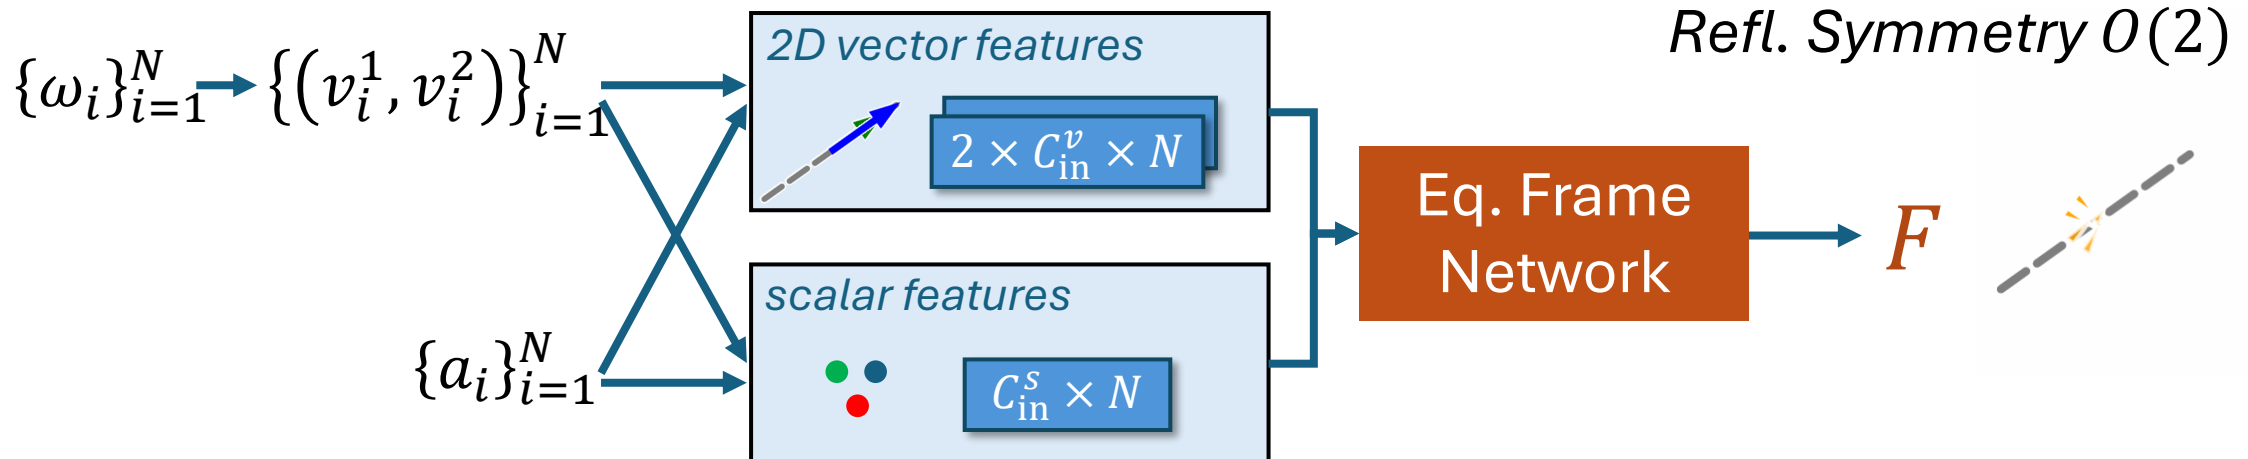 Refl. Symmetry O(2)
{ω_i}_{i=1}^N → {(v_i^1, v_i^2)}_{i=1}^N
2D vector features
2 × C_in^v × N
{a_i}_{i=1}^N
scalar features
C_in^s × N
Eq. Frame
Network
F